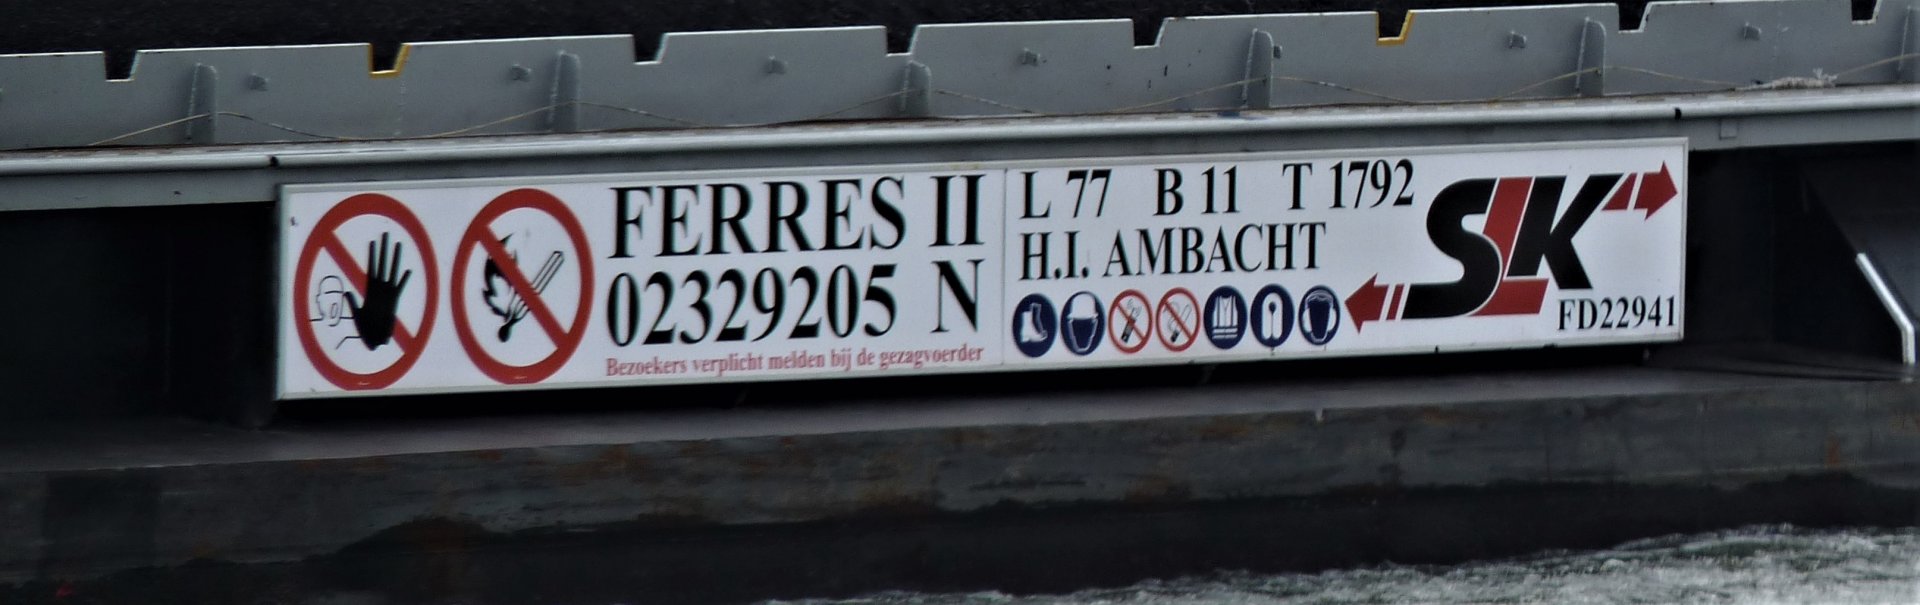 FERRES II
02329205 N
Bezoekers verplicht melden bij de gezagvoerder
L 77 B 11 T 1792
H.I. AMBACHT
SLK
FD22941